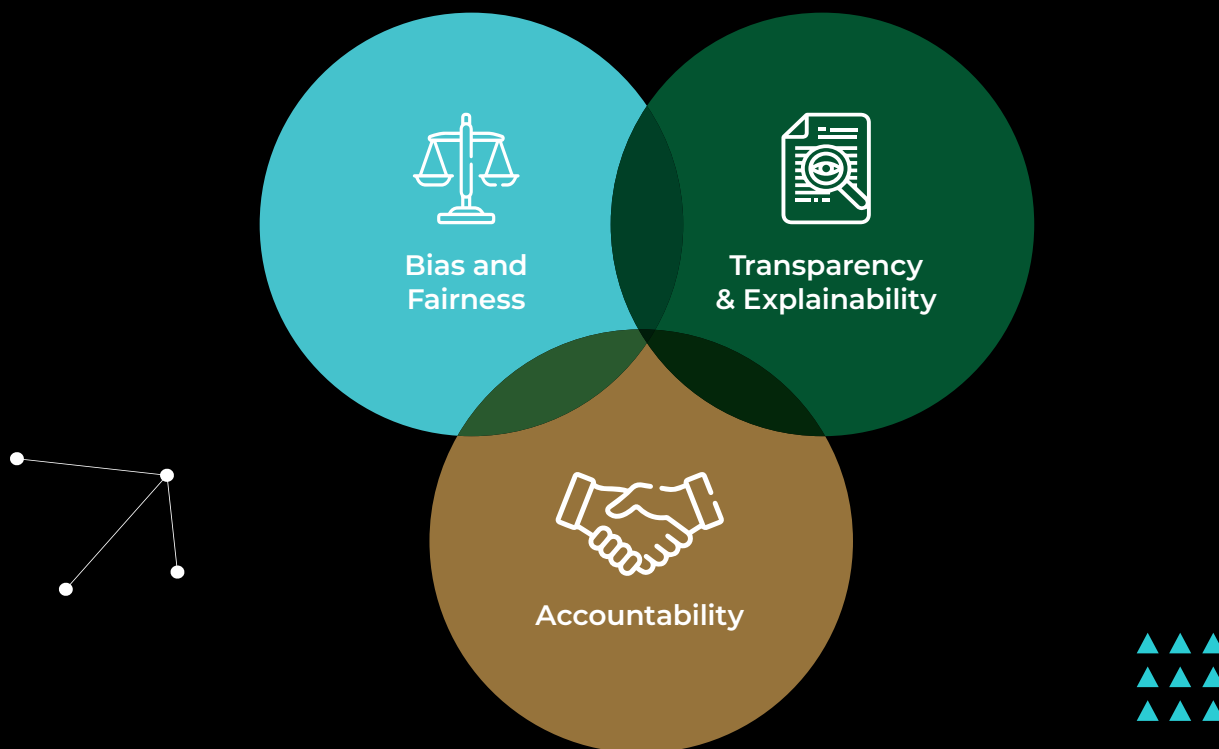 Bias and
Fairness
Transparency
& Explainability
Accountability